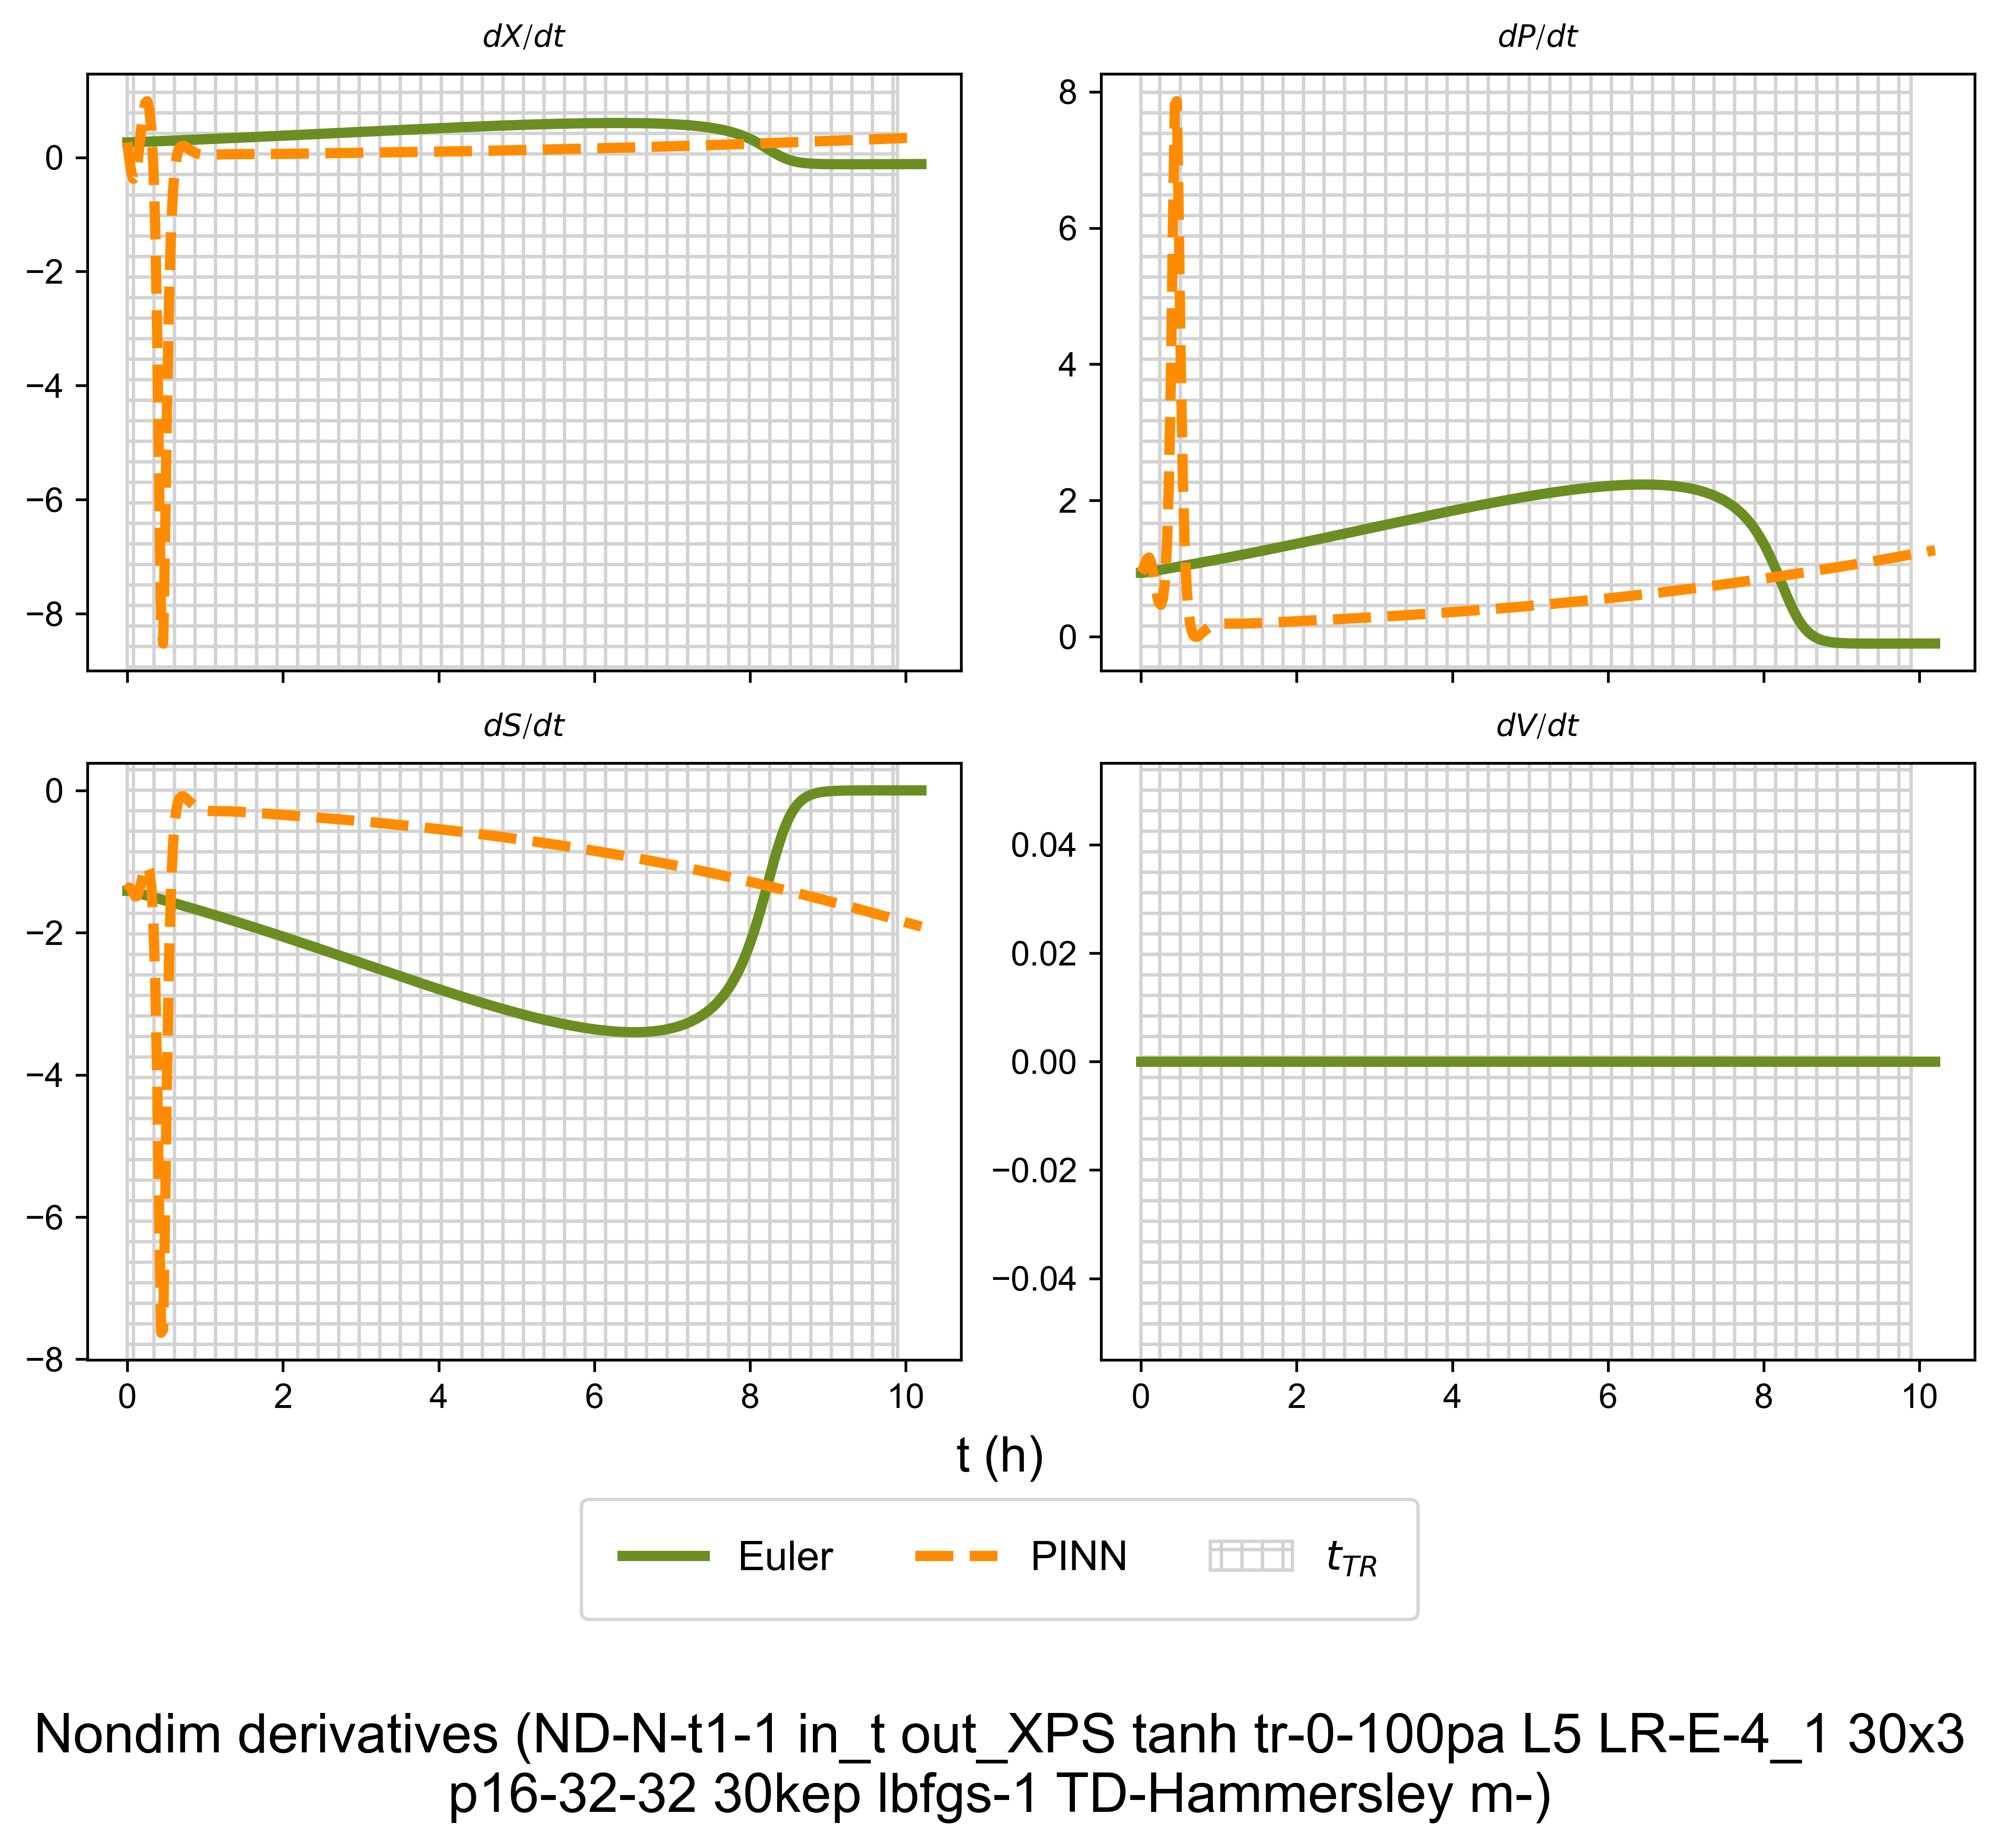 dX/dt
dP/dt
0
−2
−4
−6
−8
8
6
4
2
0
dS/dt
dV/dt
0
−2
−4
−6
−8
0.04
0.02
0.00
−0.02
−0.04
0 2 4 6 8 10
0 2 4 6 8 10
t (h)
Euler PINN t_TR
Nondim derivatives (ND-N-t1-1 in_t out_XPS tanh tr-0-100pa L5 LR-E-4_1 30x3
p16-32-32 30kep lbfgs-1 TD-Hammersley m-)